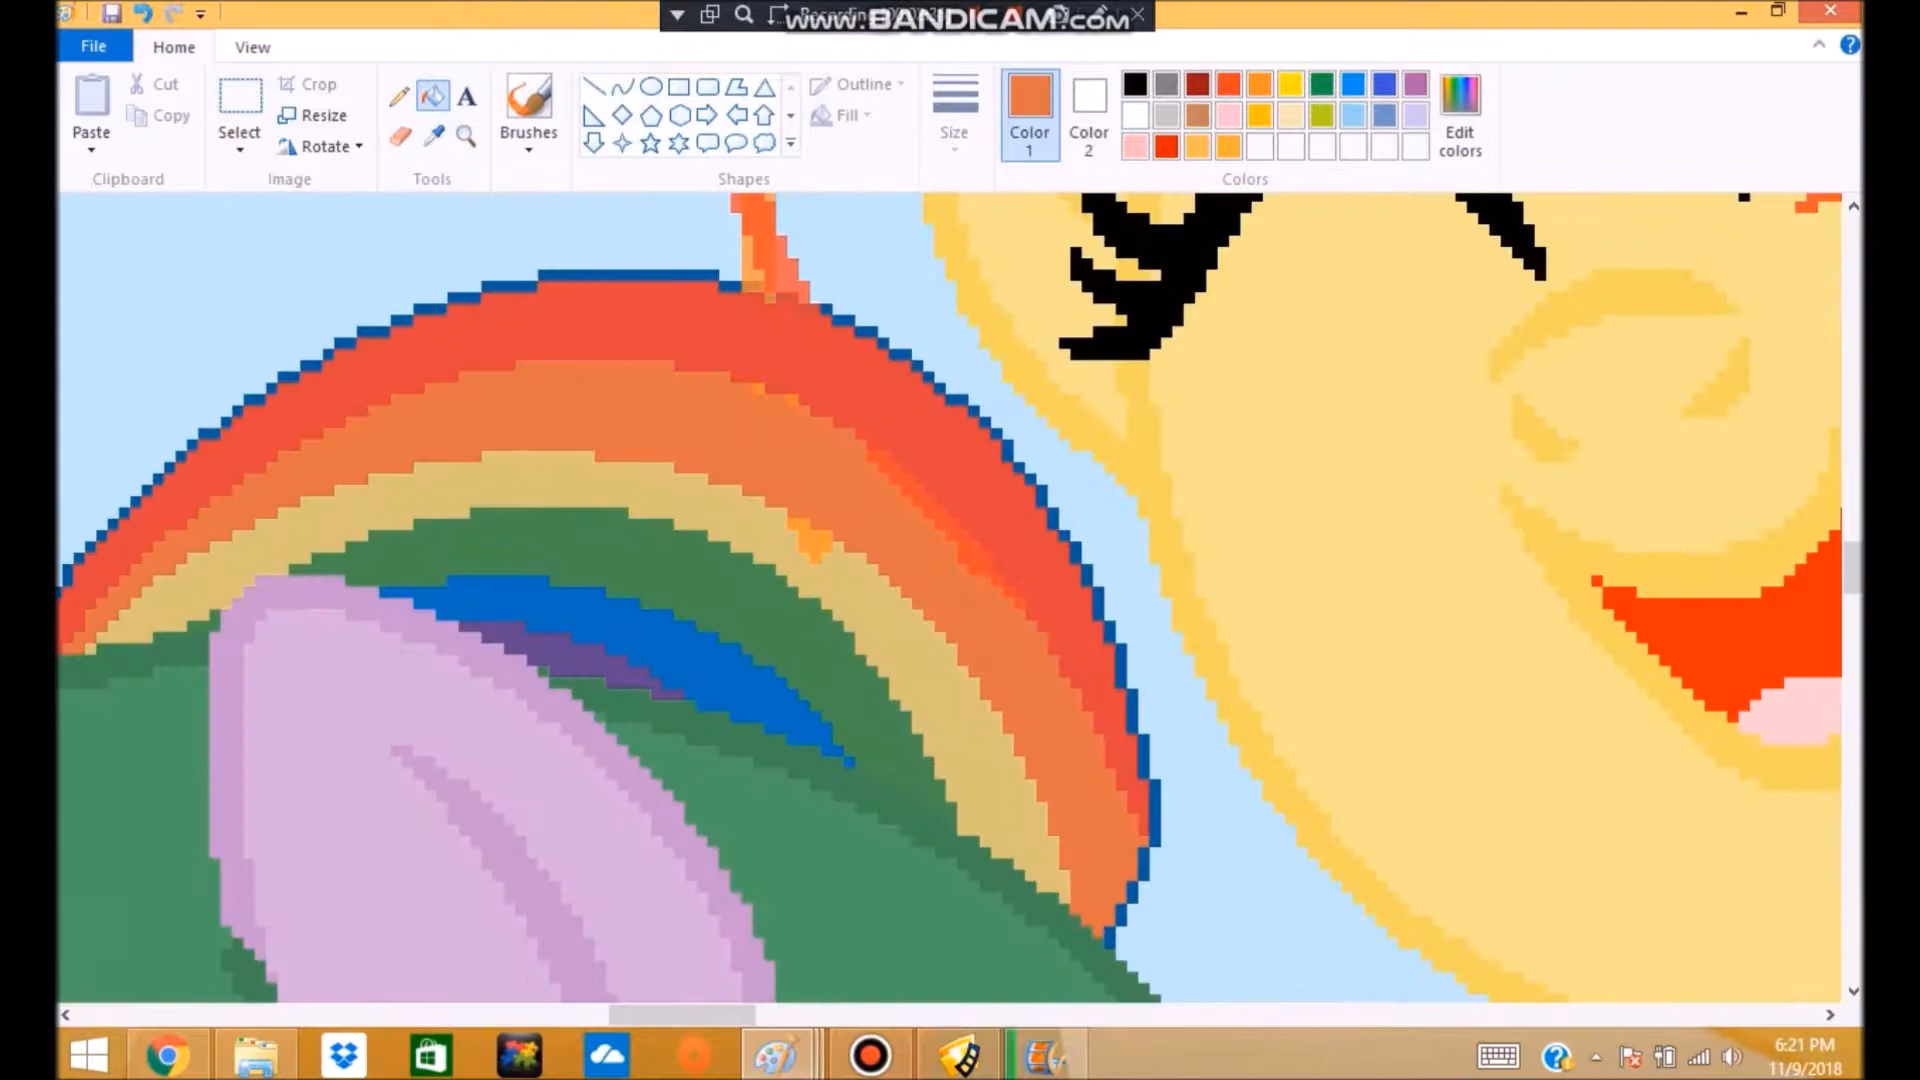 www.BANDICAM.com
File
Home
View
Paste
Cut
Copy
Clipboard
Select
Crop
Resize
Rotate
Image
A
Tools
Brushes
Outline
Fill
Shapes
Size
Color 1
Color 2
Edit colors
Colors
6:21 PM
11/9/2018